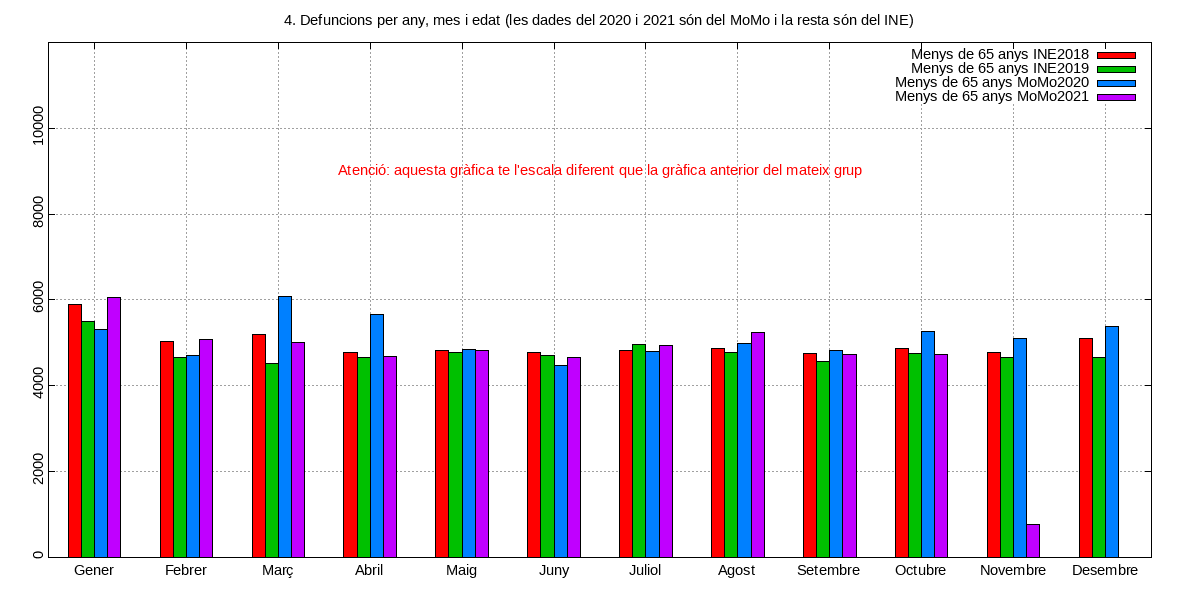 4. Defuncions per any, mes i edat (les dades del 2020 i 2021 són del MoMo i la resta són del INE)
Menys de 65 anys INE2018
Menys de 65 anys INE2019
Menys de 65 anys MoMo2020
Menys de 65 anys MoMo2021
Atenció: aquesta gràfica te l'escala diferent que la gràfica anterior del mateix grup
10000
8000
6000
4000
2000
0
Gener Febrer Març Abril Maig Juny Juliol Agost Setembre Octubre Novembre Desembre